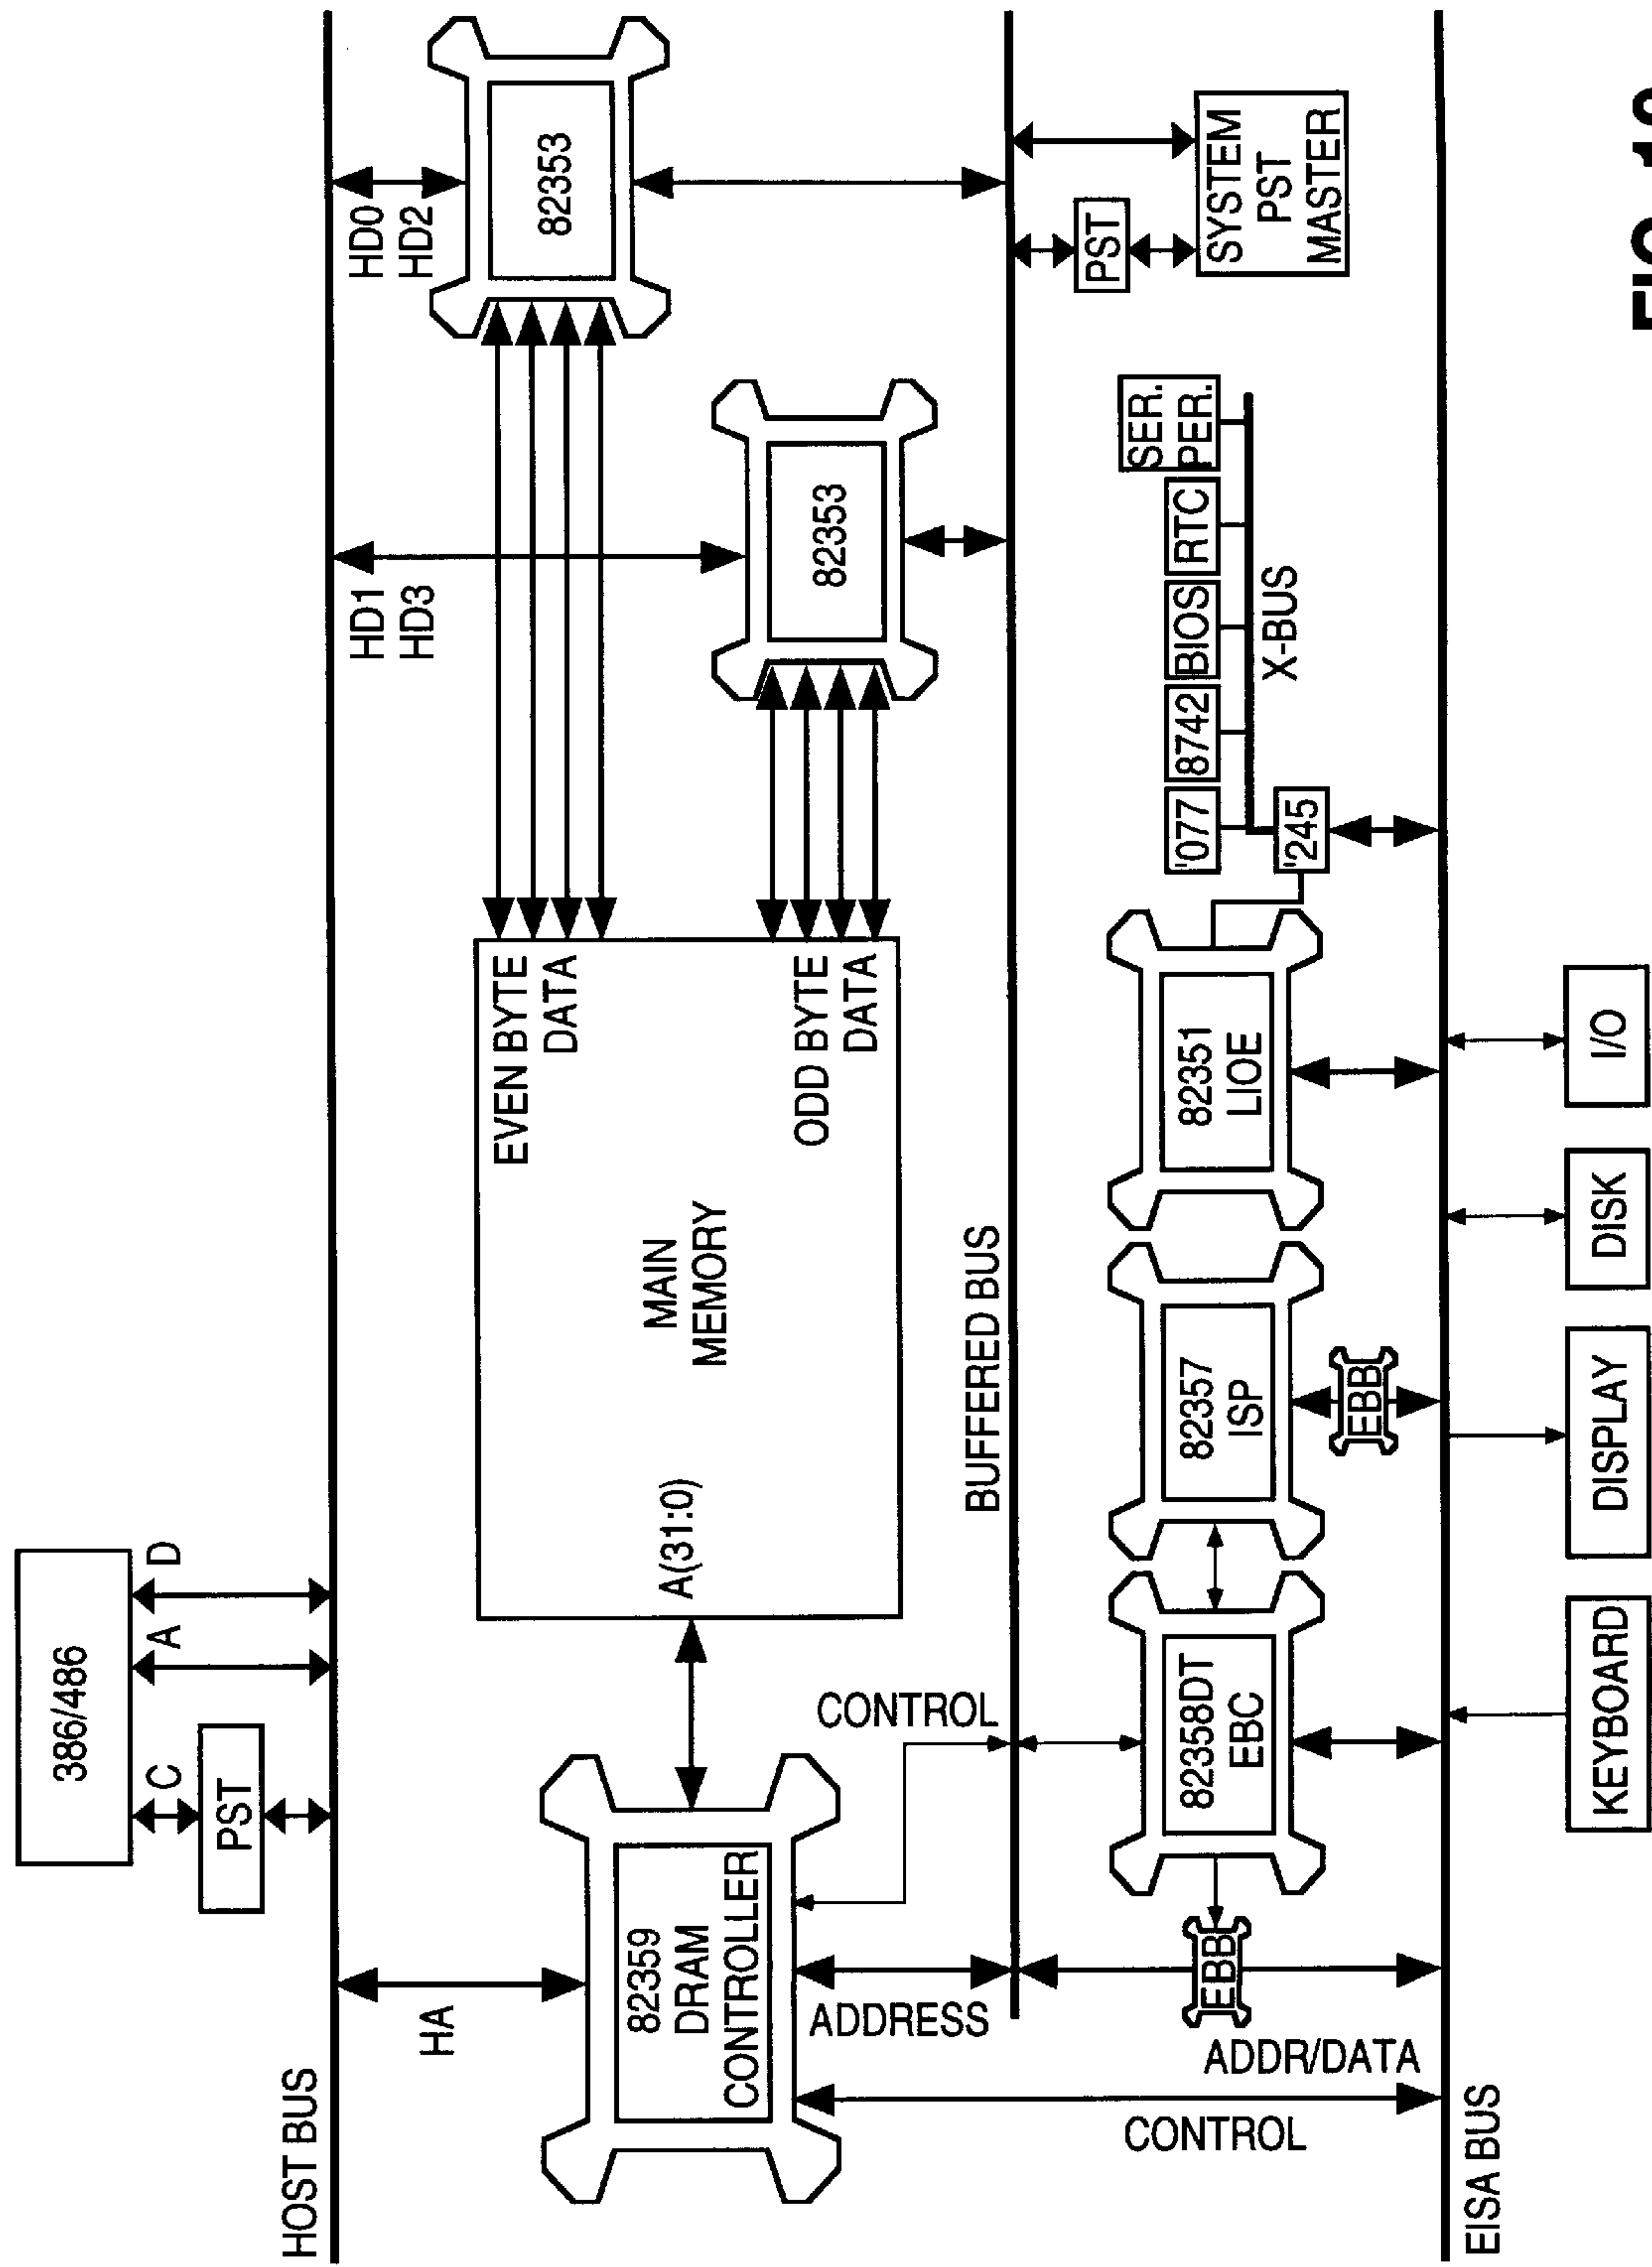 386/486
C
A
D
PST
HOST BUS
HA
HD1
HD3
HD0
HD2
82359
DRAM
CONTROLLER
A(31:0)
MAIN
MEMORY
EVEN BYTE
DATA
ODD BYTE
DATA
82353
82353
ADDRESS
CONTROL
BUFFERED BUS
PST
SYSTEM
PST
MASTER
CONTROL
ADDR/DATA
EBB
82358DT
EBC
82357
ISP
EBB
82351
LIOE
'077
8742
BIOS
RTC
SER.
PER.
X-BUS
'245
EISA BUS
KEYBOARD
DISPLAY
DISK
I/O